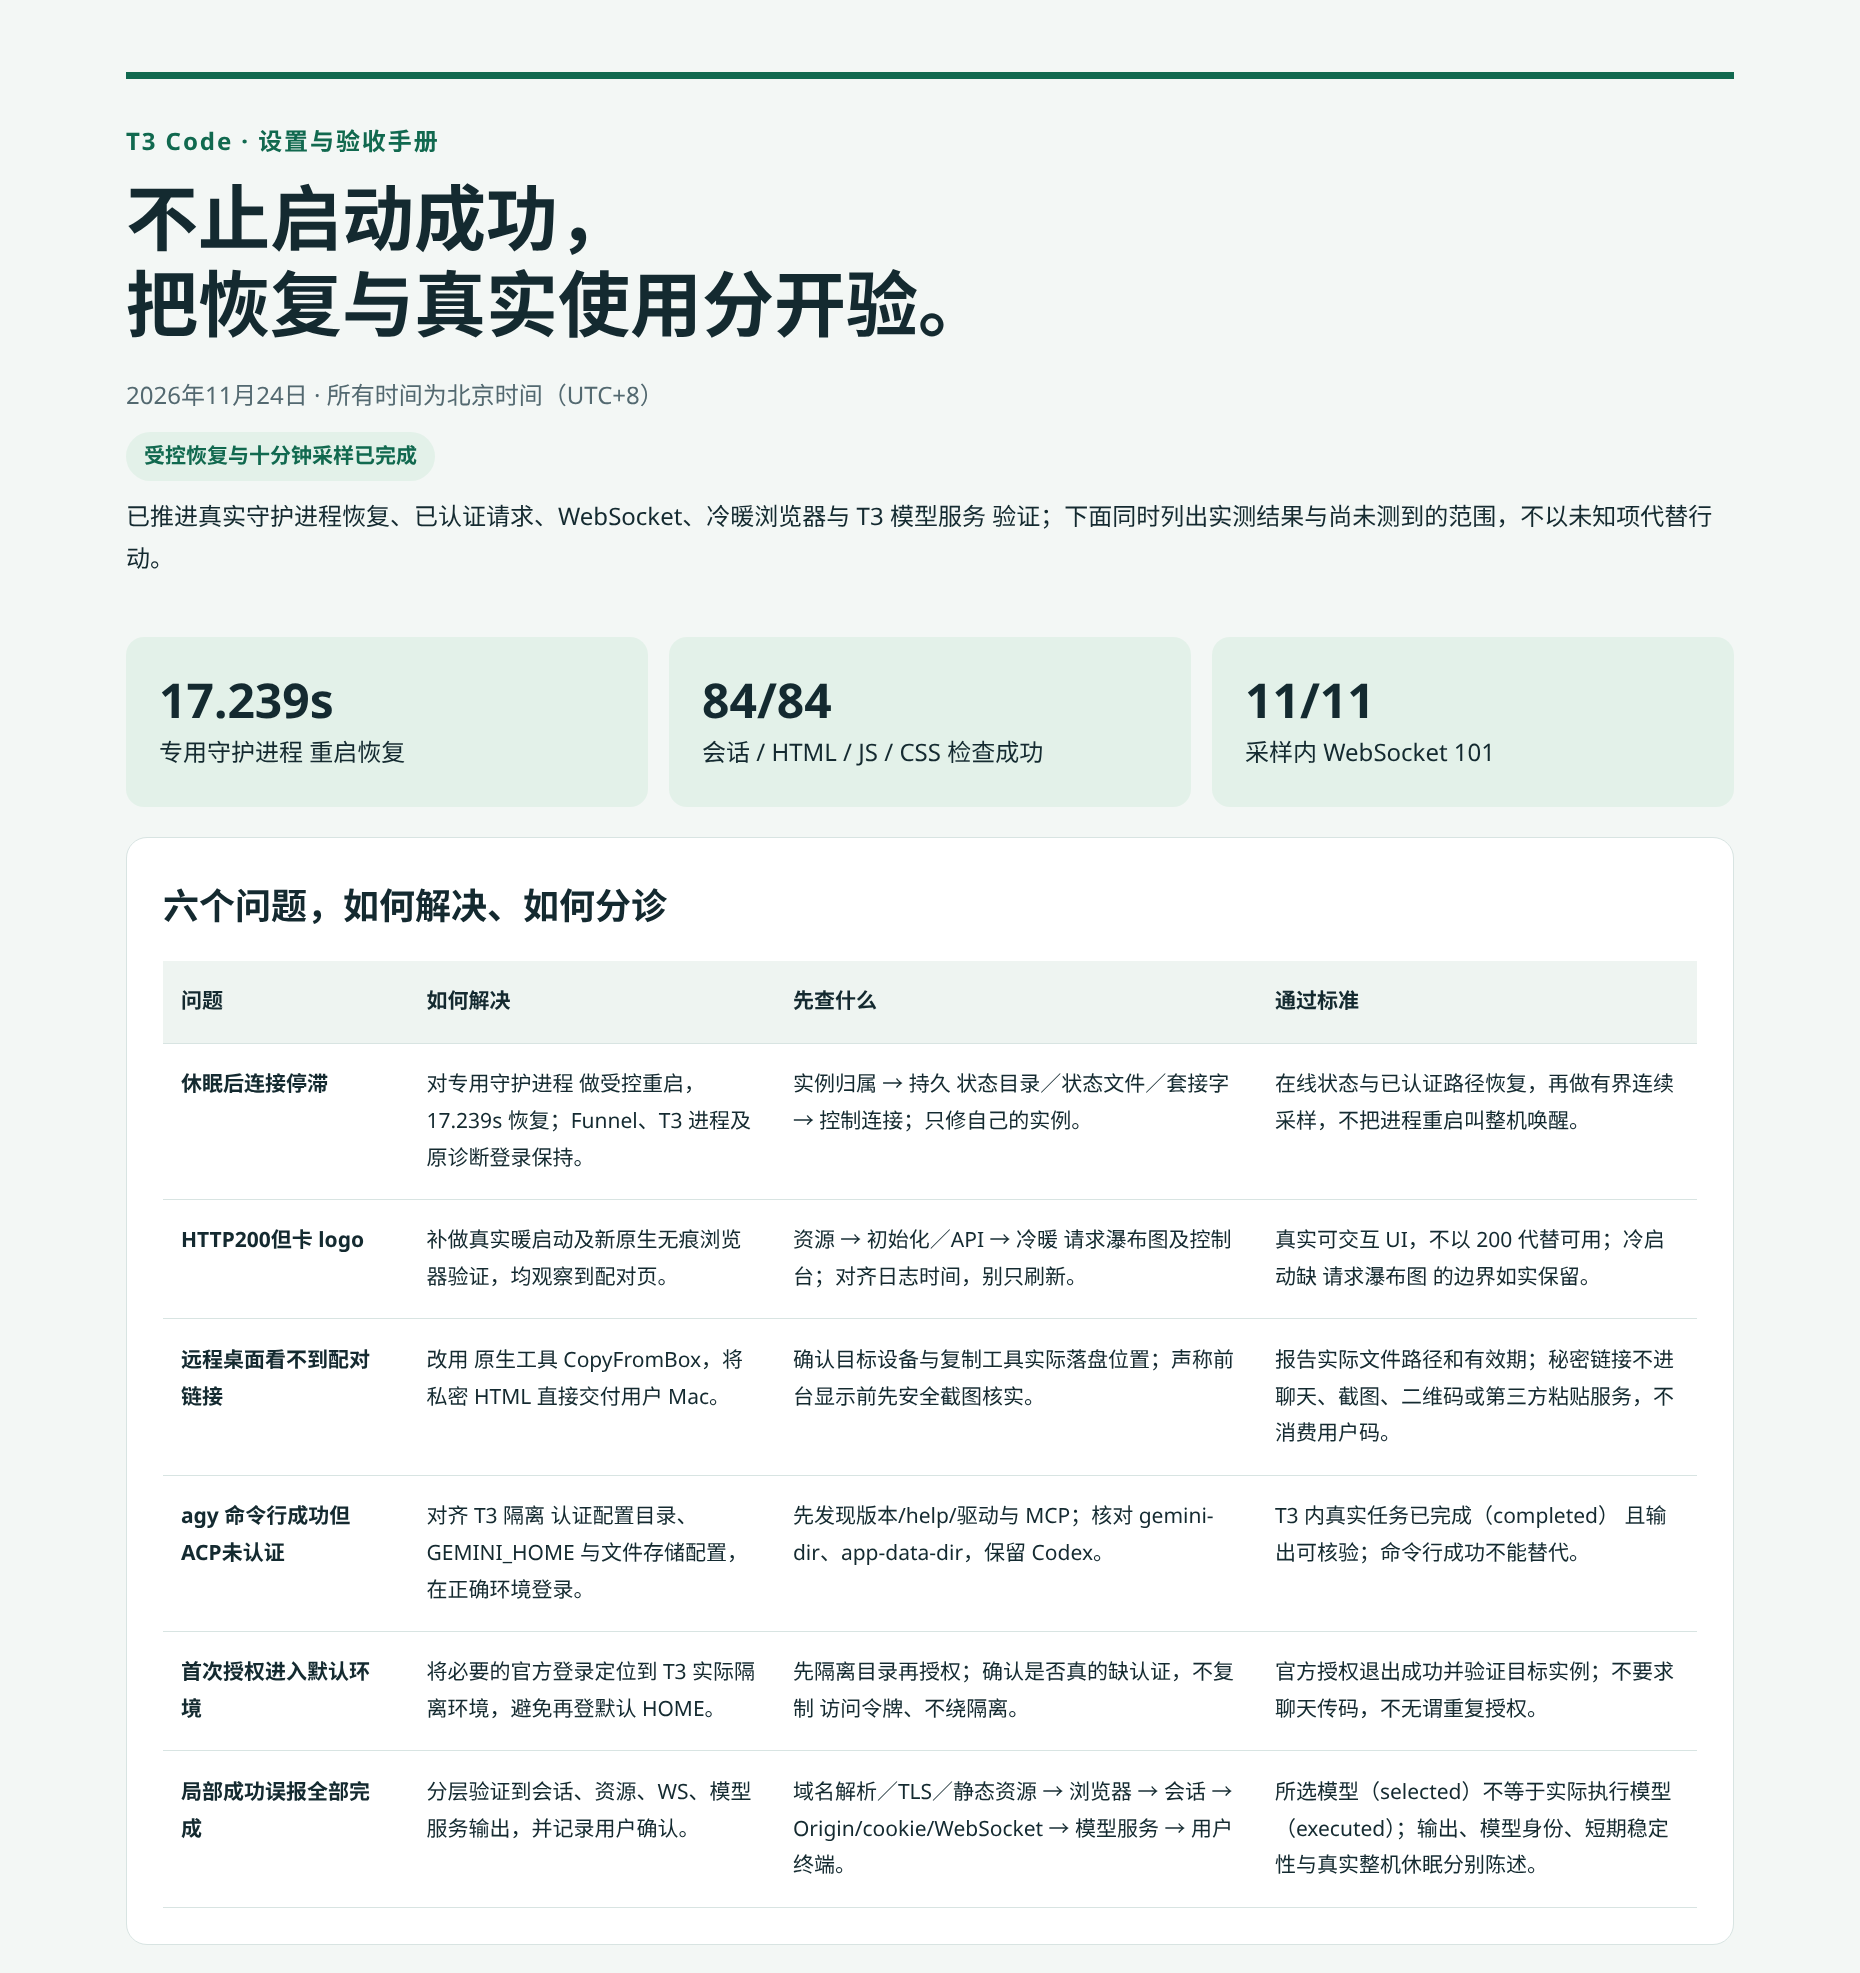 T3 Code · 设置与验收手册
不止启动成功，
把恢复与真实使用分开验。
2026年11月24日 · 所有时间为北京时间（UTC+8）
受控恢复与十分钟采样已完成
已推进真实守护进程恢复、已认证请求、WebSocket、冷暖浏览器与 T3 模型服务 验证；下面同时列出实测结果与尚未测到的范围，不以未知项代替行
动。
17.239s
专用守护进程 重启恢复
84/84
会话 / HTML / JS / CSS 检查成功
11/11
采样内 WebSocket 101
六个问题，如何解决、如何分诊
问题
如何解决
先查什么
通过标准
休眠后连接停滞
对专用守护进程 做受控重启，
17.239s 恢复；Funnel、T3 进程及
原诊断登录保持。
实例归属 → 持久 状态目录／状态文件／套接字
→ 控制连接；只修自己的实例。
在线状态与已认证路径恢复，再做有界连续
采样，不把进程重启叫整机唤醒。
HTTP200但卡 logo
补做真实暖启动及新原生无痕浏览
器验证，均观察到配对页。
资源 → 初始化／API → 冷暖 请求瀑布图及控制
台；对齐日志时间，别只刷新。
真实可交互 UI，不以 200 代替可用；冷启
动缺 请求瀑布图 的边界如实保留。
远程桌面看不到配对
链接
改用 原生工具 CopyFromBox，将
私密 HTML 直接交付用户 Mac。
确认目标设备与复制工具实际落盘位置；声称前
台显示前先安全截图核实。
报告实际文件路径和有效期；秘密链接不进
聊天、截图、二维码或第三方粘贴服务，不
消费用户码。
agy 命令行成功但
ACP未认证
对齐 T3 隔离 认证配置目录、
GEMINI_HOME 与文件存储配置，
在正确环境登录。
先发现版本/help/驱动与 MCP；核对 gemini-
dir、app-data-dir，保留 Codex。
T3 内真实任务已完成（completed） 且输
出可核验；命令行成功不能替代。
首次授权进入默认环
境
将必要的官方登录定位到 T3 实际隔
离环境，避免再登默认 HOME。
先隔离目录再授权；确认是否真的缺认证，不复
制 访问令牌、不绕隔离。
官方授权退出成功并验证目标实例；不要求
聊天传码，不无谓重复授权。
局部成功误报全部完
成
分层验证到会话、资源、WS、模型
服务输出，并记录用户确认。
域名解析／TLS／静态资源 → 浏览器 → 会话 →
Origin/cookie/WebSocket → 模型服务 → 用户
终端。
所选模型（selected）不等于实际执行模型
（executed）；输出、模型身份、短期稳定
性与真实整机休眠分别陈述。